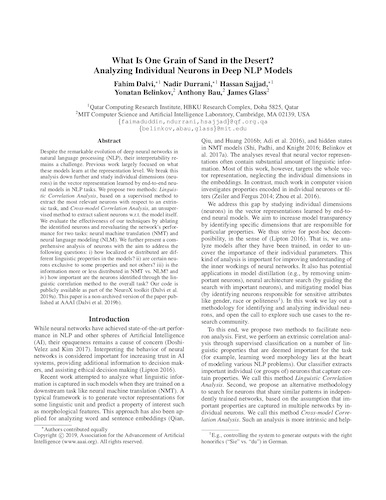 What Is One Grain of Sand in the Desert?
Analyzing Individual Neurons in Deep NLP Models
Fahim Dalvi,*1 Nadir Durrani,*1 Hassan Sajjad,*1
Yonatan Belinkov,2 Anthony Bau,2 James Glass2
1Qatar Computing Research Institute, HBKU Research Complex, Doha 5825, Qatar
2MIT Computer Science and Artificial Intelligence Laboratory, Cambridge, MA 02139, USA
{faimaduddin,ndurrani,hsajjad}@qf.org.qa
{belinkov,abau,glass}@mit.edu
Abstract
Despite the remarkable evolution of deep neural networks in
natural language processing (NLP), their interpretability remains
a challenge. Previous work largely focused on what
these models learn at the representation level. We break this
analysis down further and study individual dimensions (neurons)
in the vector representation learned by end-to-end neural
models in NLP tasks. We propose two methods: Linguistic
Correlation Analysis, based on a supervised method to
extract the most relevant neurons with respect to an extrinsic
task, and Cross-model Correlation Analysis, an unsupervised
method to extract salient neurons w.r.t. the model itself.
We evaluate the effectiveness of our techniques by ablating
the identified neurons and reevaluating the network's performance
for two tasks: neural machine translation (NMT) and
neural language modeling (NLM). We further present a comprehensive
analysis of neurons with the aim to address the
following questions: i) how localized or distributed are different
linguistic properties in the models? ii) are certain neurons
exclusive to some properties and not others? iii) is the
information more or less distributed in NMT vs. NLM? and
iv) how important are the neurons identified through the linguistic
correlation method to the overall task? Our code is
publicly available as part of the NeuroX toolkit (Dalvi et al.
2019b). This paper is a non-archived version of the paper published
at AAAI (Dalvi et al. 2019b).
Introduction
While neural networks have achieved state-of-the-art performance
in NLP and other spheres of Artificial Intelligence
(AI), their opaqueness remains a cause of concern (Doshi-
Velez and Kim 2017). Interpreting the behavior of neural
networks is considered important for increasing trust in AI
systems, providing additional information to decision makers,
and assisting ethical decision making (Lipton 2016).
Recent work attempted to analyze what linguistic information
is captured in such models when they are trained on a
downstream task like neural machine translation (NMT). A
typical framework is to generate vector representations for
some linguistic unit and predict a property of interest such
as morphological features. This approach has also been applied
for analyzing word and sentence embeddings (Qian,
*Authors contributed equally
Copyright © 2019, Association for the Advancement of Artificial
Intelligence (www.aaai.org). All rights reserved.
Qiu, and Huang 2016b; Adi et al. 2016), and hidden states
in NMT models (Shi, Padhi, and Knight 2016; Belinkov et
al. 2017a). The analyses reveal that neural vector representations
often contain substantial amount of linguistic information.
Most of this work, however, targets the whole vector
representation, neglecting the individual dimensions in
the embeddings. In contrast, much work in computer vision
investigates properties encoded in individual neurons or filters
(Zeiler and Fergus 2014; Zhou et al. 2016).
We address this gap by studying individual dimensions
(neurons) in the vector representations learned by end-to-
end neural models. We aim to increase model transparency
by identifying specific dimensions that are responsible for
particular properties. We thus strive for post-hoc decomposability,
in the sense of (Lipton 2016). That is, we analyze
models after they have been trained, in order to uncover
the importance of their individual parameters. This
kind of analysis is important for improving understanding of
the inner workings of neural networks. It also has potential
applications in model distillation (e.g., by removing unimportant
neurons), neural architecture search (by guiding the
search with important neurons), and mitigating model bias
(by identifying neurons responsible for sensitive attributes
like gender, race or politeness1). In this work we lay out a
methodology for identifying and analyzing individual neurons,
and open the call to explore such use cases to the research
community.
To this end, we propose two methods to facilitate neuron
analysis. First, we perform an extrinsic correlation analysis
through supervised classification on a number of linguistic
properties that are deemed important for the task
(for example, learning word morphology lies at the heart
of modeling various NLP problems). Our classifier extracts
important individual (or groups of) neurons that capture certain
properties. We call this method Linguistic Correlation
Analysis. Second, we propose an alternative methodology
to search for neurons that share similar patterns in independently
trained networks, based on the assumption that important
properties are captured in multiple networks by individual
neurons. We call this method Cross-model Correlation
Analysis. Such an analysis is more intrinsic and help-
1E.g., controlling the system to generate outputs with the right
honorifics ("Sie" vs. "du") in German.